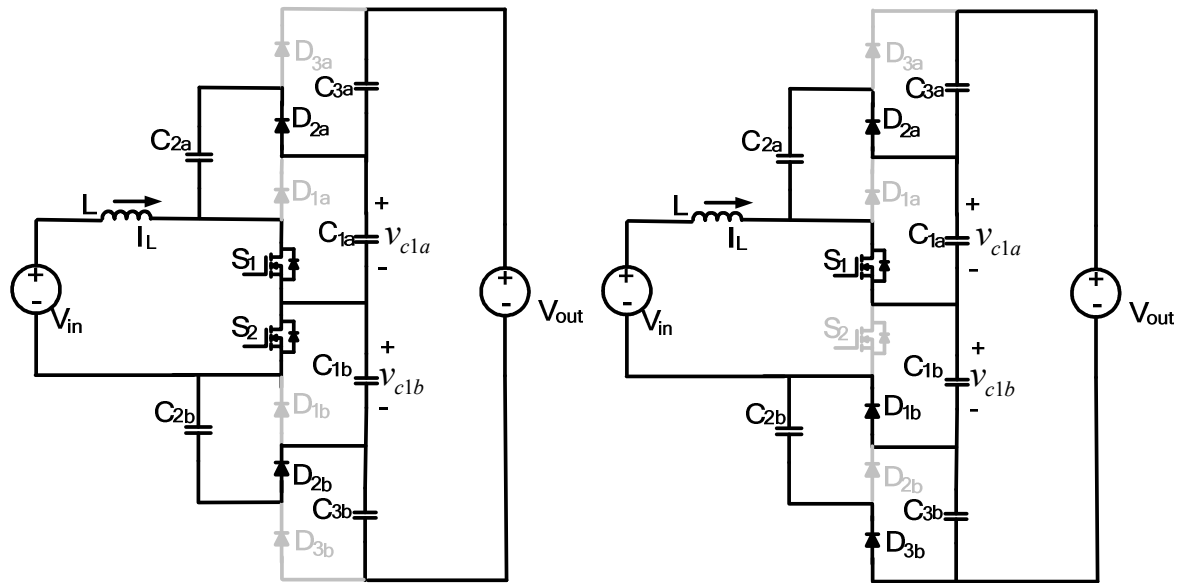 D3a
C3a
D2a
C2a
D1a
L
IL
+
C1a
vc1a
-
S1
+
-
Vin
+
-
Vout
S2
+
C1b
vc1b
-
C2b
D1b
D2b
C3b
D3b
D3a
C3a
D2a
C2a
D1a
L
IL
+
C1a
vc1a
-
S1
+
-
Vin
+
-
Vout
S2
+
C1b
vc1b
-
C2b
D1b
D2b
C3b
D3b